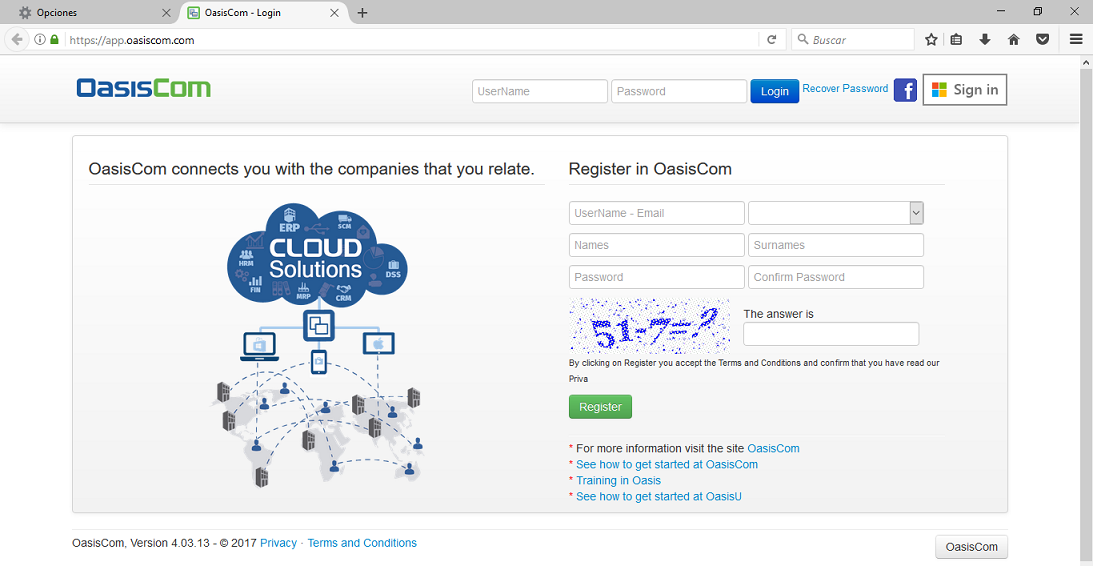 Opciones
OasisCom - Login
https://app.oasiscom.com
Buscar
OasisCom
UserName
Password
Login
Recover Password
f
Sign in
OasisCom connects you with the companies that you relate.
ERP
SCM
CLOUD
Solutions
HRM
DSS
FIN
MRP
CRM
Register in OasisCom
UserName - Email
Names
Surnames
Password
Confirm Password
51-7=?
The answer is
By clicking on Register you accept the Terms and Conditions and confirm that you have read our
Priva
Register
* For more information visit the site OasisCom
* See how to get started at OasisCom
* Training in Oasis
* See how to get started at OasisU
OasisCom, Version 4.03.13 - © 2017 Privacy · Terms and Conditions
OasisCom